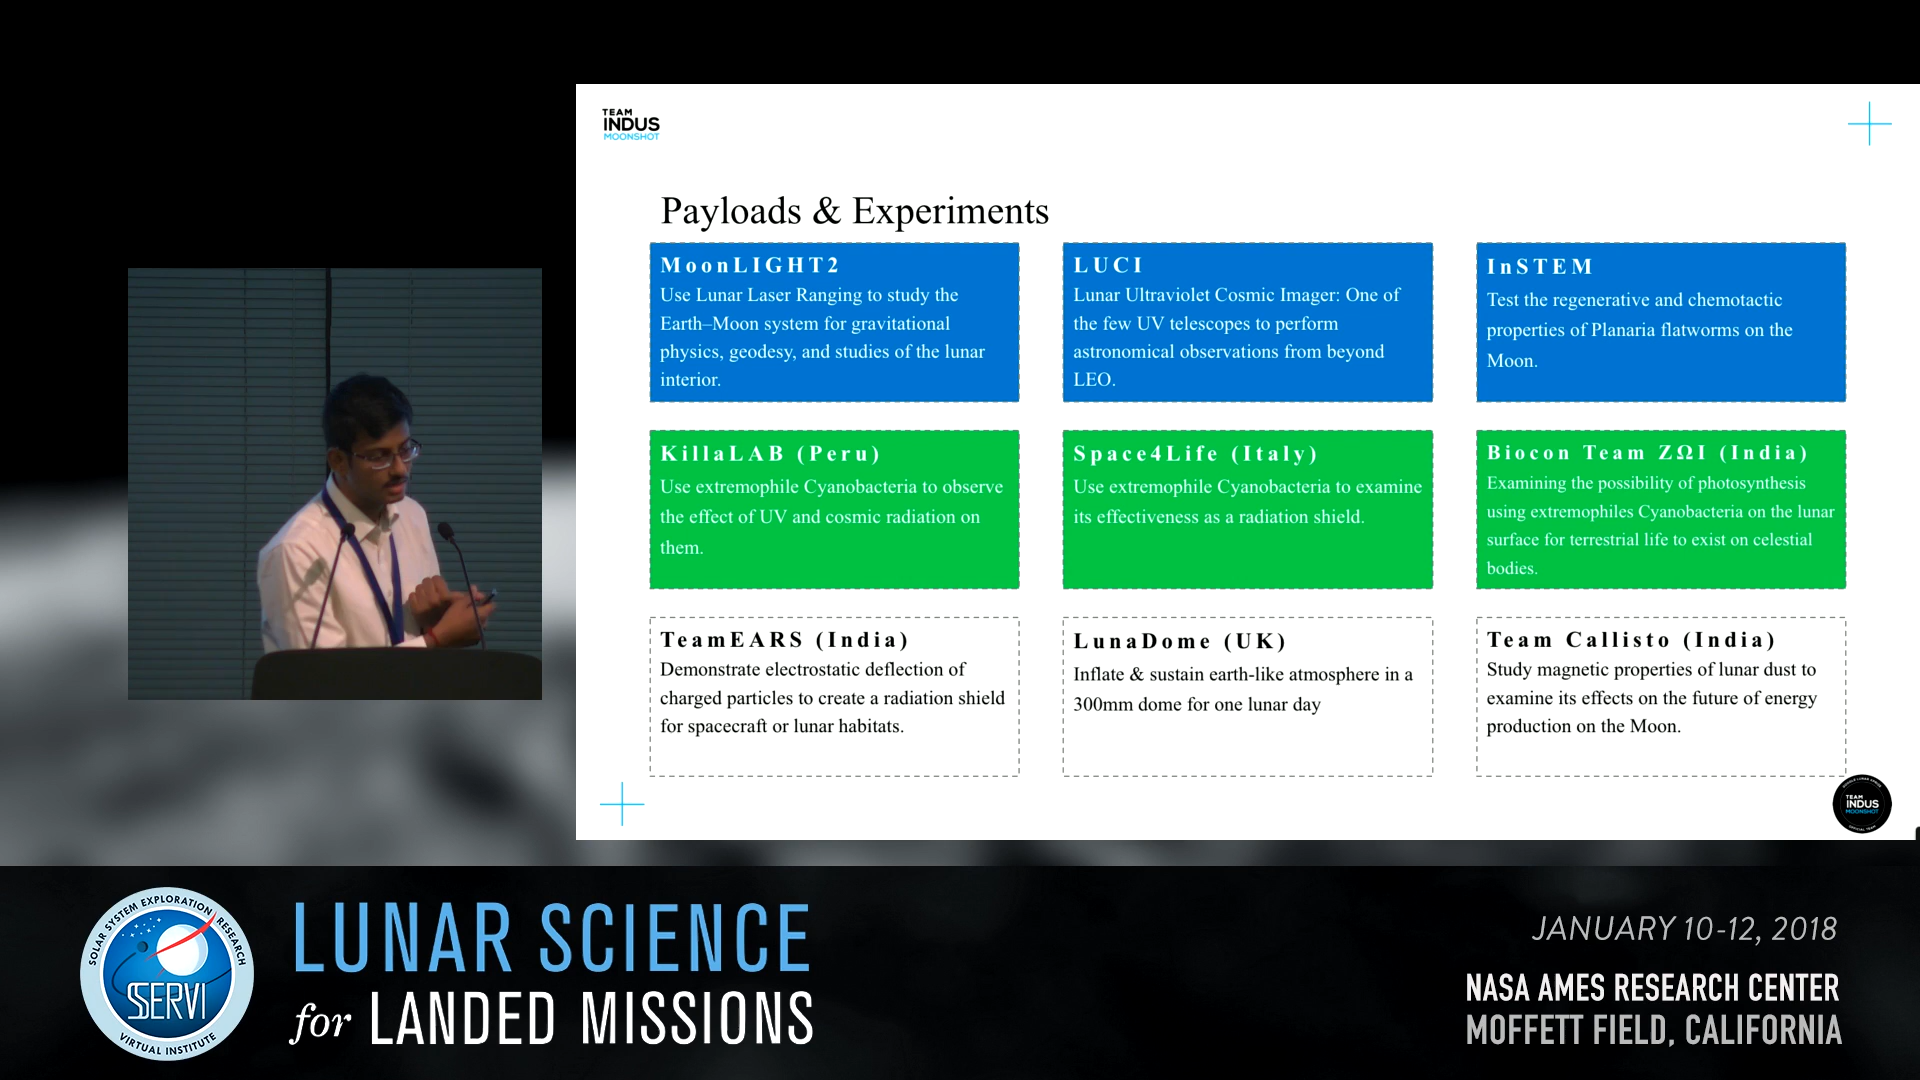 TEAM
INDUS
MOONSHOT
Payloads & Experiments
MoonLIGHT2
Use Lunar Laser Ranging to study the
Earth–Moon system for gravitational
physics, geodesy, and studies of the lunar
interior.
LUCI
Lunar Ultraviolet Cosmic Imager: One of
the few UV telescopes to perform
astronomical observations from beyond
LEO.
InSTEM
Test the regenerative and chemotactic
properties of Planaria flatworms on the
Moon.
KillaLAB (Peru)
Use extremophile Cyanobacteria to observe
the effect of UV and cosmic radiation on
them.
Space4Life (Italy)
Use extremophile Cyanobacteria to examine
its effectiveness as a radiation shield.
Biocon Team ZΩI (India)
Examining the possibility of photosynthesis
using extremophiles Cyanobacteria on the lunar
surface for terrestrial life to exist on celestial
bodies.
TeamEARS (India)
Demonstrate electrostatic deflection of
charged particles to create a radiation shield
for spacecraft or lunar habitats.
LunaDome (UK)
Inflate & sustain earth-like atmosphere in a
300mm dome for one lunar day
Team Callisto (India)
Study magnetic properties of lunar dust to
examine its effects on the future of energy
production on the Moon.
TEAM
INDUS
MOONSHOT
SOLAR SYSTEM EXPLORATION RESEARCH
SSERVI
VIRTUAL INSTITUTE
LUNAR SCIENCE
for LANDED MISSIONS
JANUARY 10-12, 2018
NASA AMES RESEARCH CENTER
MOFFETT FIELD, CALIFORNIA